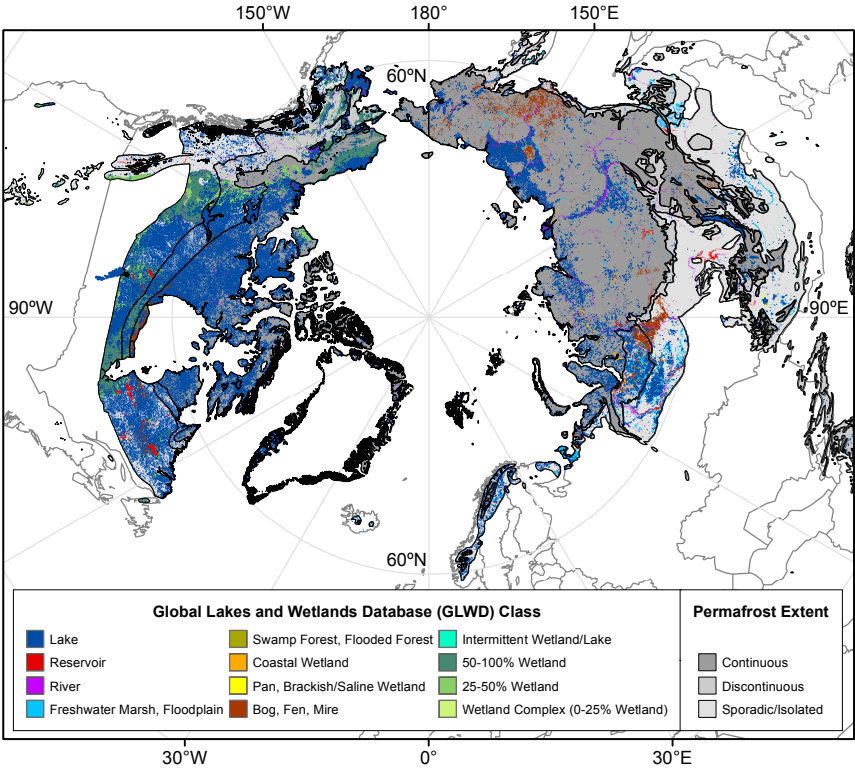 150°W 180° 150°E
60°N
90°W 90°E
60°N
Global Lakes and Wetlands Database (GLWD) Class Permafrost Extent
Lake Swamp Forest, Flooded Forest Intermittent Wetland/Lake
Reservoir Coastal Wetland 50-100% Wetland Continuous
River Pan, Brackish/Saline Wetland 25-50% Wetland Discontinuous
Freshwater Marsh, Floodplain Bog, Fen, Mire Wetland Complex (0-25% Wetland) Sporadic/Isolated
30°W 0° 30°E